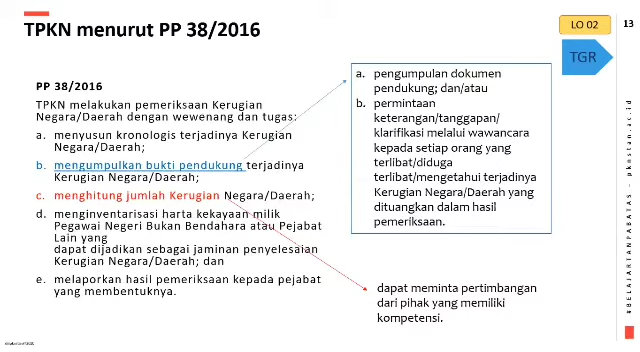 TPKN menurut PP 38/2016
LO 02
13
TGR
PP 38/2016
TPKN melakukan pemeriksaan Kerugian
Negara/Daerah dengan wewenang dan tugas:
a. menyusun kronologis terjadinya Kerugian
Negara/Daerah;
b. mengumpulkan bukti pendukung terjadinya
Kerugian Negara/Daerah;
c. menghitung jumlah Kerugian Negara/Daerah;
d. menginventarisasi harta kekayaan milik
Pegawai Negeri Bukan Bendahara atau Pejabat
Lain yang
dapat dijadikan sebagai jaminan penyelesaian
Kerugian Negara/Daerah; dan
e. melaporkan hasil pemeriksaan kepada pejabat
yang membentuknya.
a. pengumpulan dokumen
pendukung; dan/atau
b. permintaan
keterangan/tanggapan/
klarifikasi melalui wawancara
kepada setiap orang yang
terlibat/diduga
terlibat/mengetahui terjadinya
Kerugian Negara/Daerah yang
dituangkan dalam hasil
pemeriksaan.
dapat meminta pertimbangan
dari pihak yang memiliki
kompetensi.
#BELAJARTANPABATAS - pknstan.ac.id